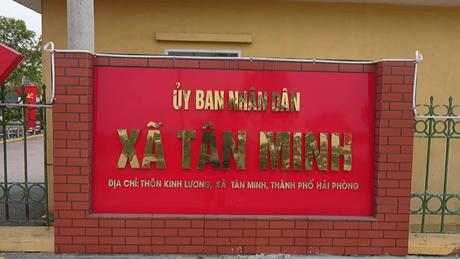 ỦY BAN NHÂN DÂN
XÃ TÂN MINH
ĐỊA CHỈ: THÔN KINH LƯƠNG, XÃ TÂN MINH, THÀNH PHỐ HẢI PHÒNG